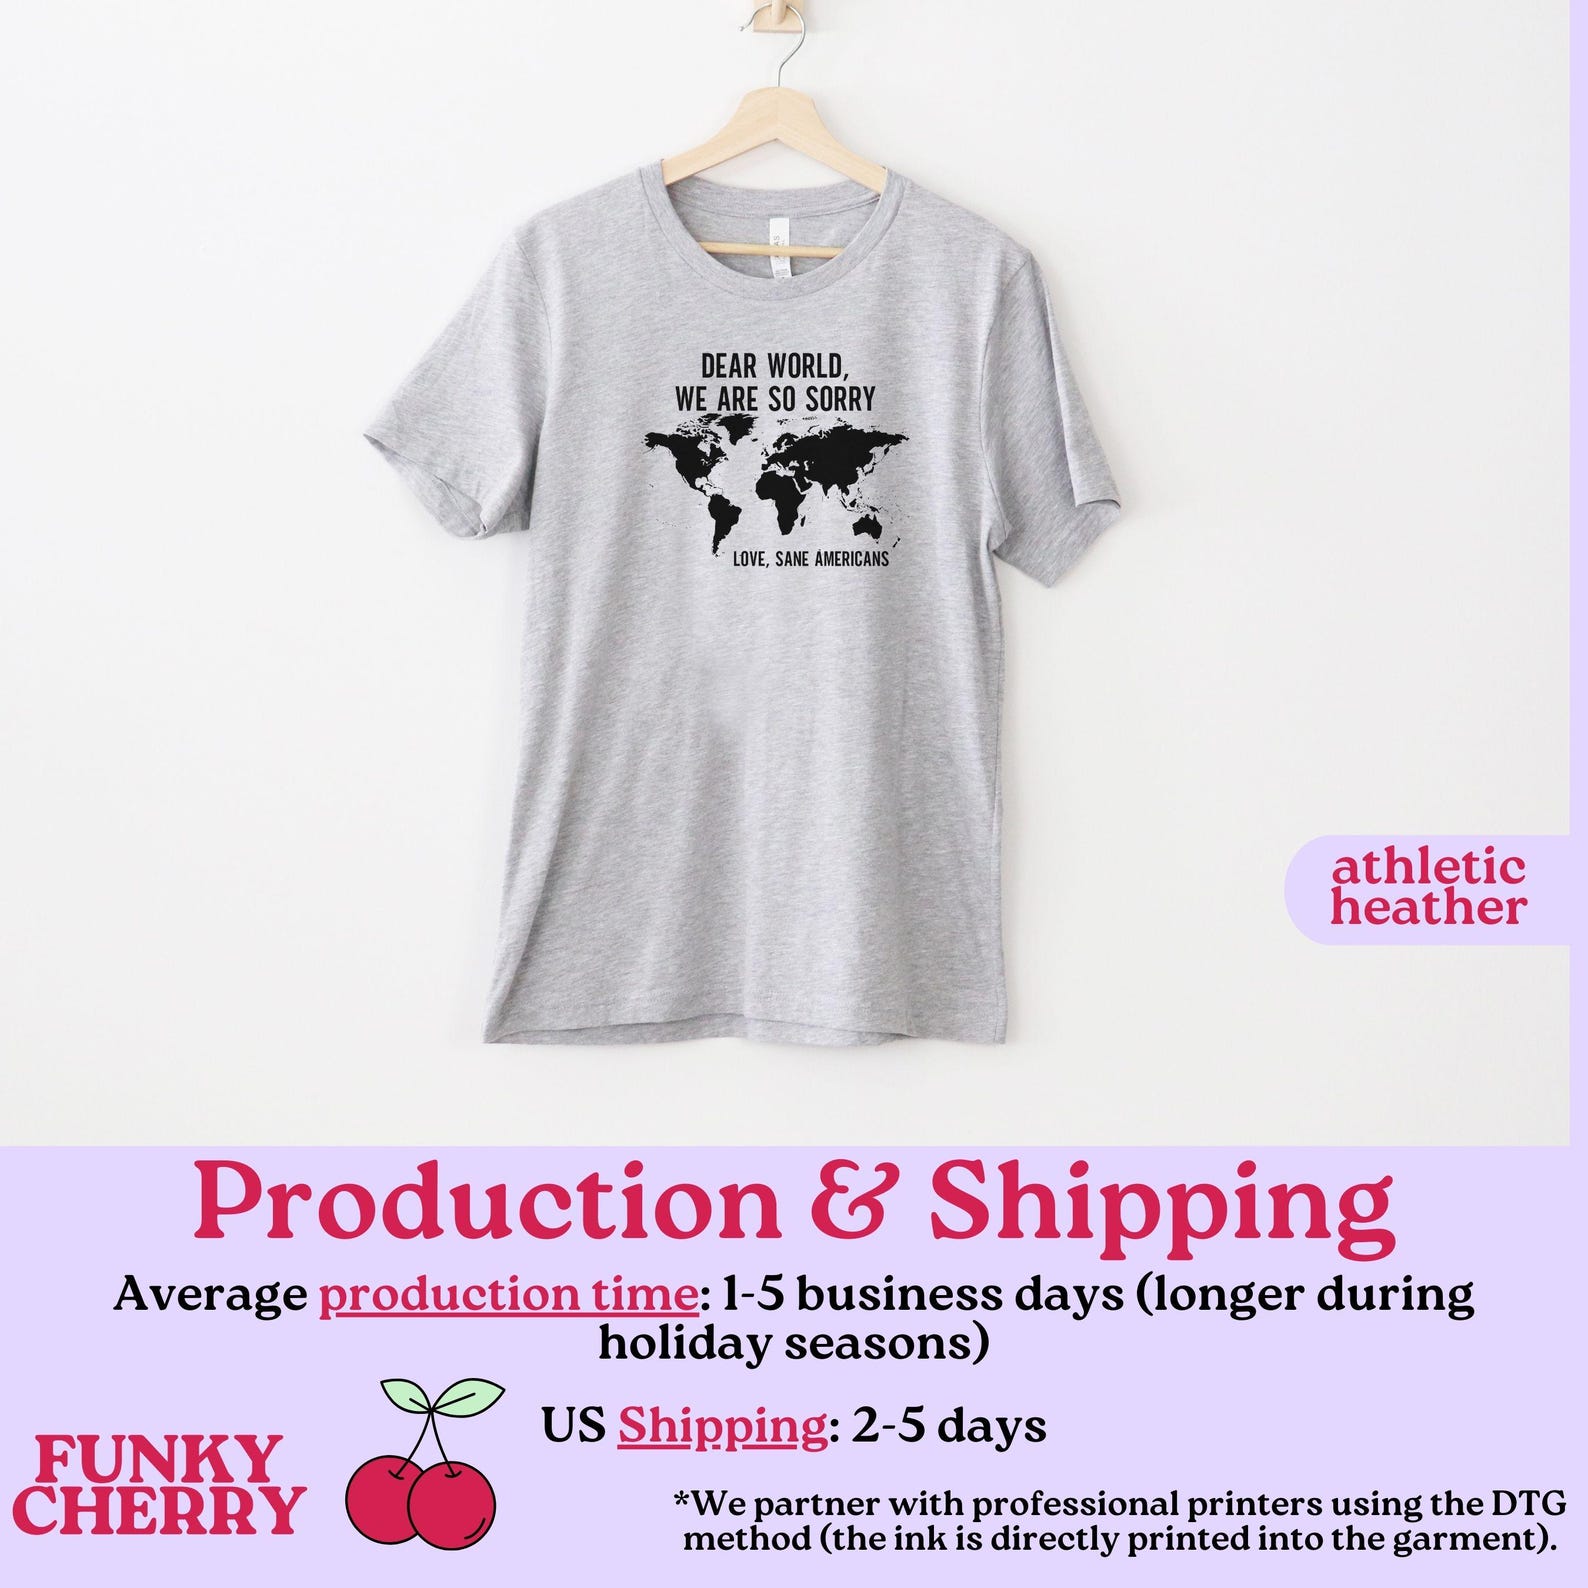 DEAR WORLD,
WE ARE SO SORRY
LOVE, SANE AMERICANS
athletic
heather
Production & Shipping
Average production time: 1-5 business days (longer during
holiday seasons)
US Shipping: 2-5 days
FUNKY
CHERRY
*We partner with professional printers using the DTG
method (the ink is directly printed into the garment).